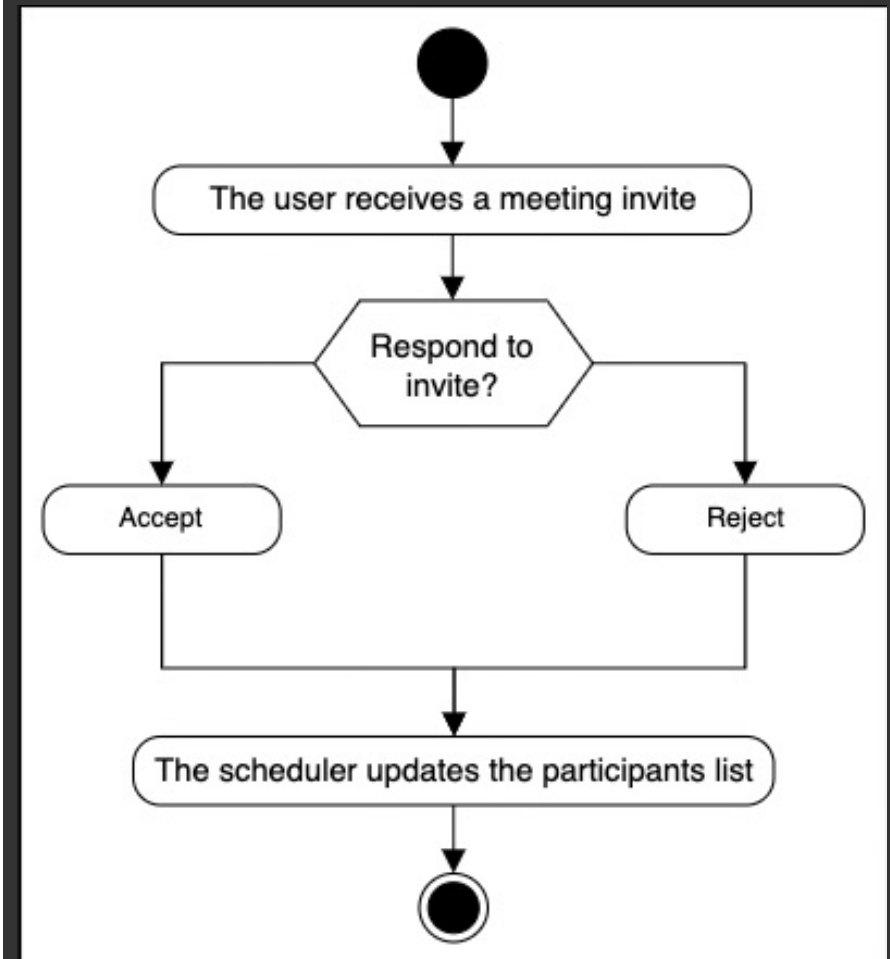 The user receives a meeting invite
Respond to
invite?
Accept
Reject
The scheduler updates the participants list